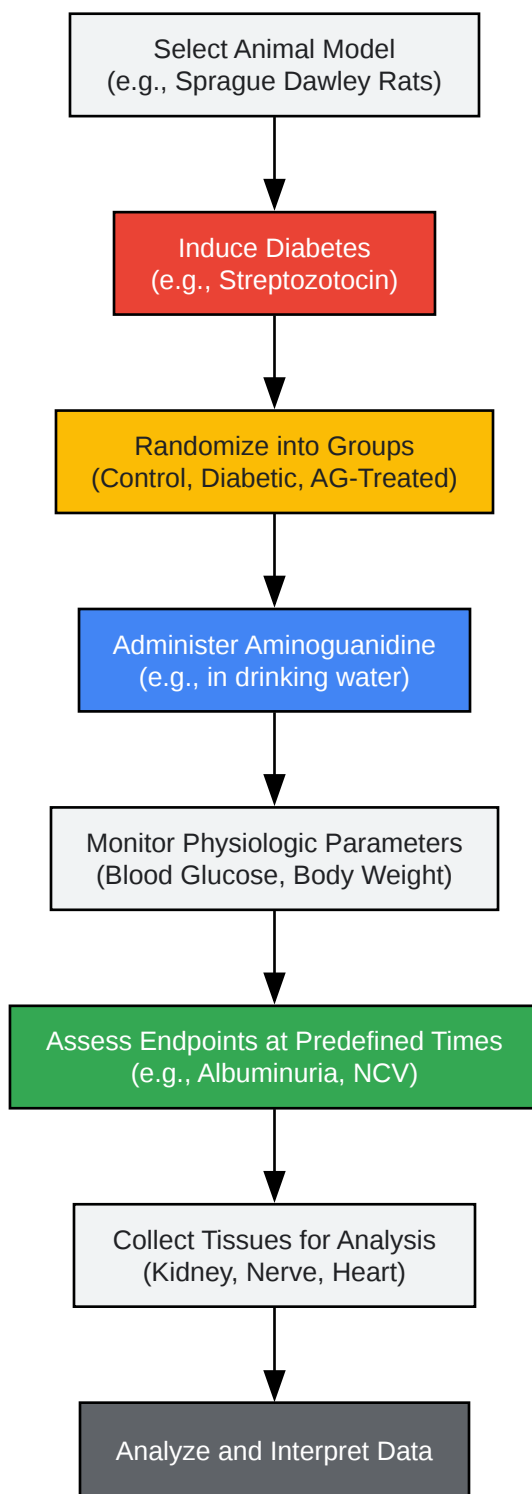 Select Animal Model
(e.g., Sprague Dawley Rats)
Induce Diabetes
(e.g., Streptozotocin)
Randomize into Groups
(Control, Diabetic, AG-Treated)
Administer Aminoguanidine
(e.g., in drinking water)
Monitor Physiologic Parameters
(Blood Glucose, Body Weight)
Assess Endpoints at Predefined Times
(e.g., Albuminuria, NCV)
Collect Tissues for Analysis
(Kidney, Nerve, Heart)
Analyze and Interpret Data